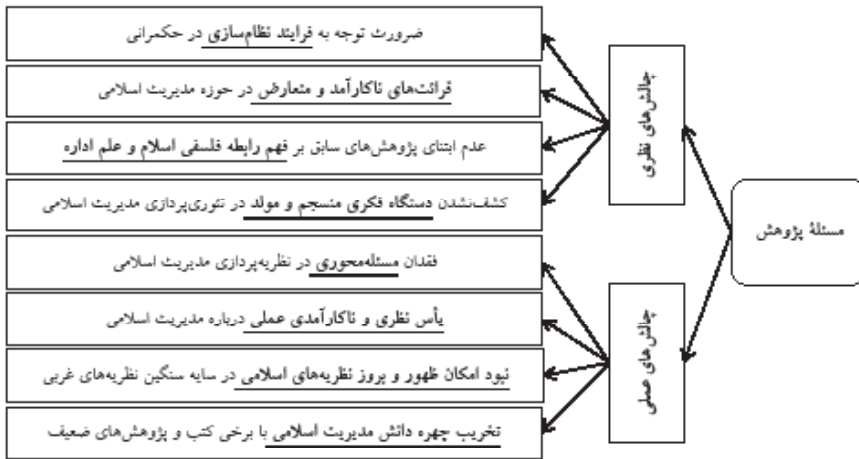 مسئلۀ پژوهش
چالش‌های نظری
ضرورت توجه به فرایند نظام‌سازی در حکمرانی
قرائت‌های ناکارآمد و متعارض در حوزه مدیریت اسلامی
عدم ابتنای پژوهش‌های سابق بر فهم رابطه فلسفی اسلام و علم اداره
کشف‌نشدن دستگاه فکری منسجم و مولد در تئوری‌پردازی مدیریت اسلامی
چالش‌های عملی
فقدان مسئله‌محوری در نظریه‌پردازی مدیریت اسلامی
یأس نظری و ناکارآمدی عملی درباره مدیریت اسلامی
نبود امکان ظهور و بروز نظریه‌های اسلامی در سایه سنگین نظریه‌های غربی
تخریب چهره دانش مدیریت اسلامی با برخی کتب و پژوهش‌های ضعیف